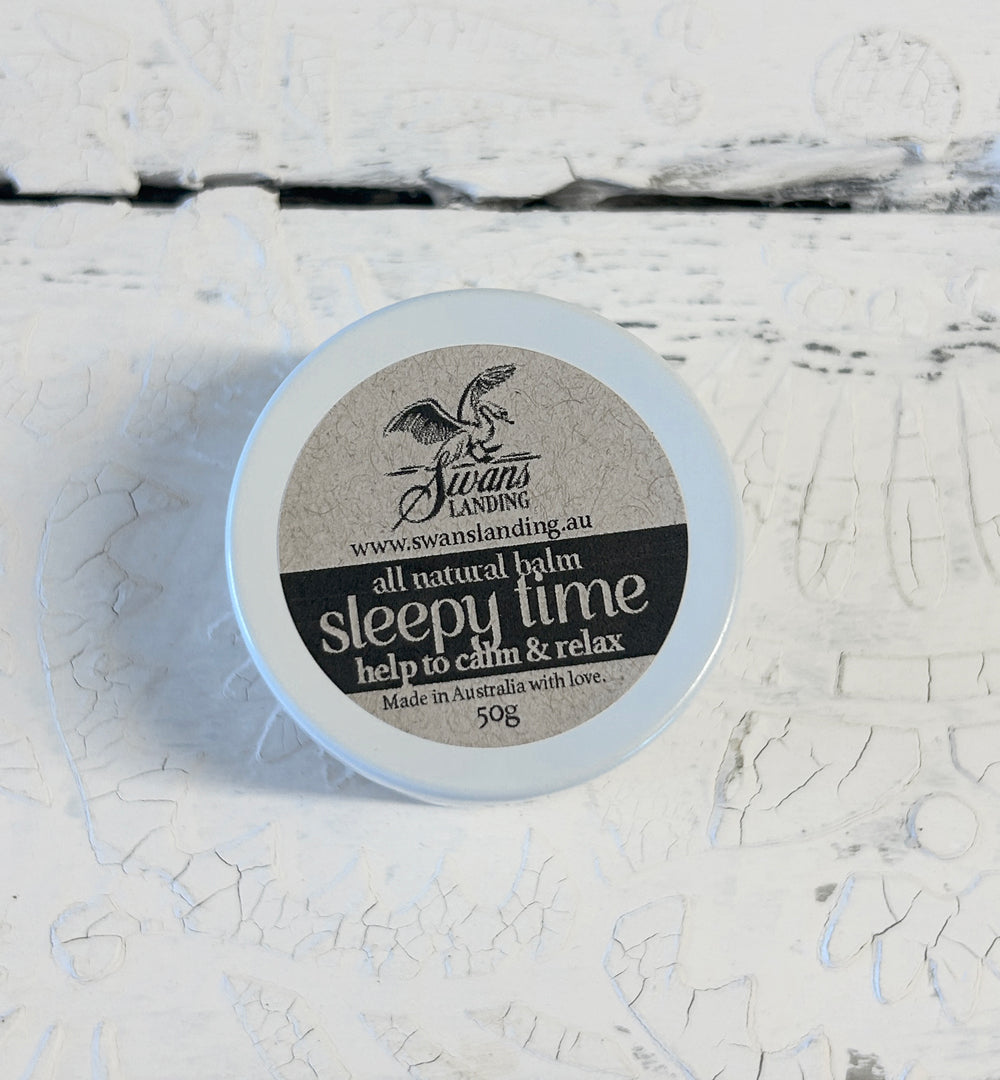 Swans
LANDING
www.swanslanding.au
all natural balm
sleepy time
help to calm & relax
Made in Australia with love.
50g